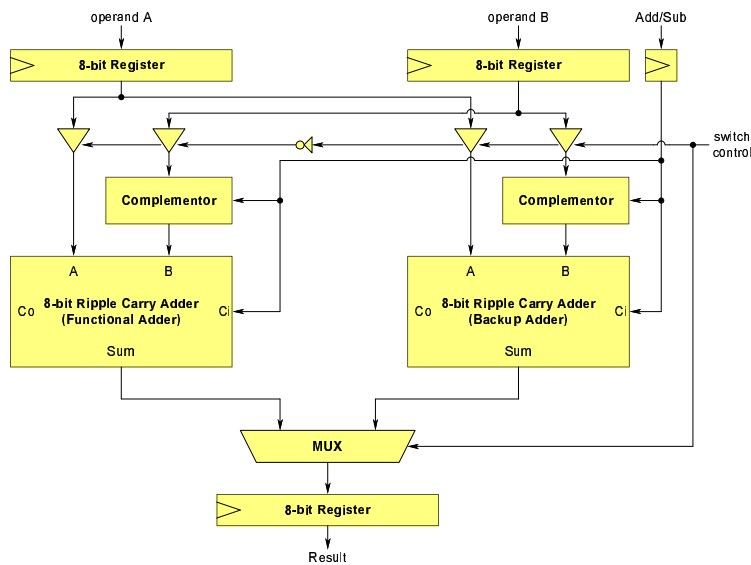 operand A
operand B
Add/Sub
8-bit Register
8-bit Register
switch
control
Complementor
Complementor
A
B
A
B
Co
8-bit Ripple Carry Adder
(Functional Adder)
Ci
Co
8-bit Ripple Carry Adder
(Backup Adder)
Ci
Sum
Sum
MUX
8-bit Register
Result